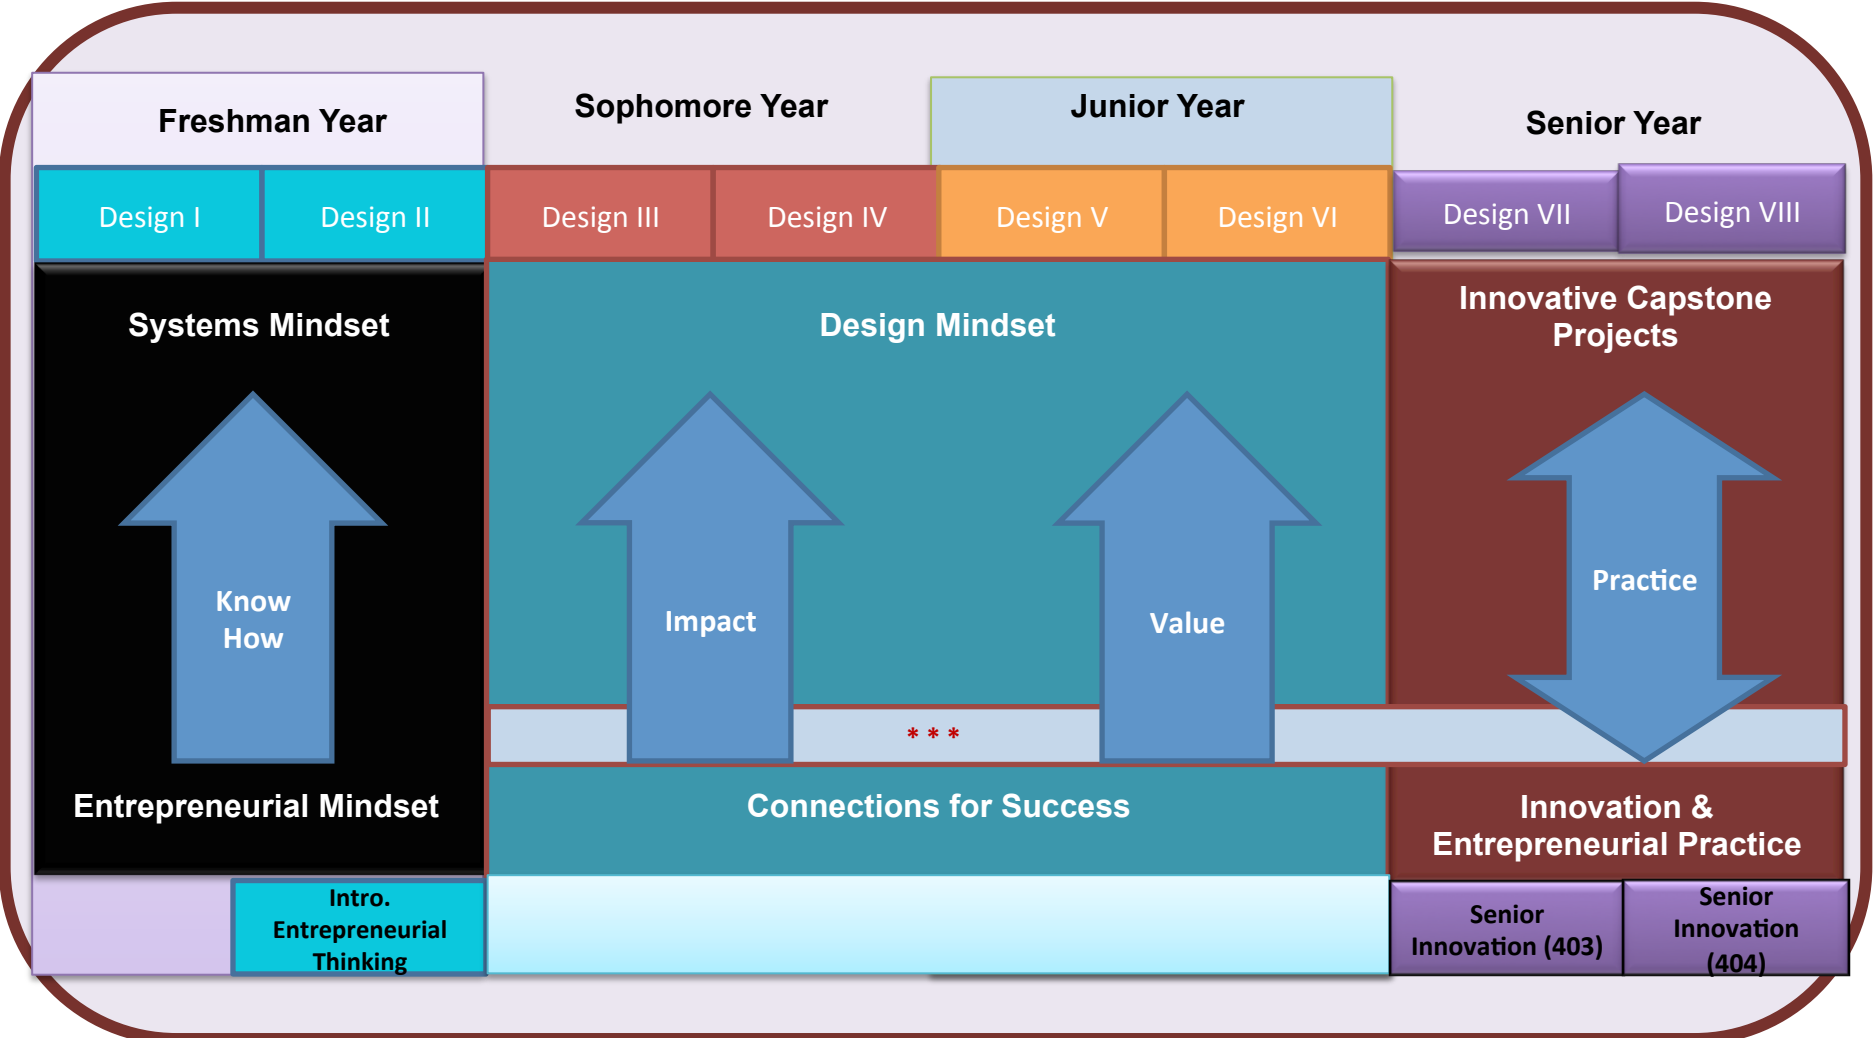 Freshman Year
Sophomore Year
Junior Year
Senior Year
Design I
Design II
Design III
Design IV
Design V
Design VI
Design VII
Design VIII
Systems Mindset
Design Mindset
Innovative Capstone
Projects
Know
How
Impact
Value
Practice
* * *
Entrepreneurial Mindset
Connections for Success
Innovation &
Entrepreneurial Practice
Intro.
Entrepreneurial
Thinking
Senior
Innovation (403)
Senior
Innovation
(404)